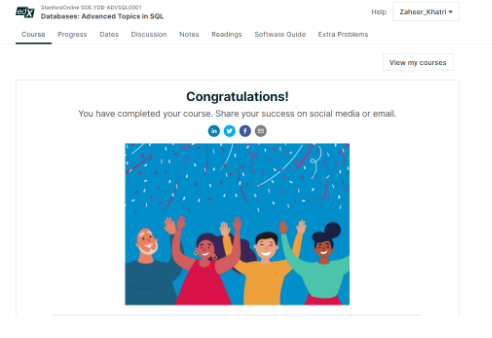 edX
StanfordOnline SOE.YDB-ADVSQL0001
Databases: Advanced Topics in SQL
Help
Zaheer_Khatri
Course Progress Dates Discussion Notes Readings Software Guide Extra Problems
View my courses
Congratulations!
You have completed your course. Share your success on social media or email.